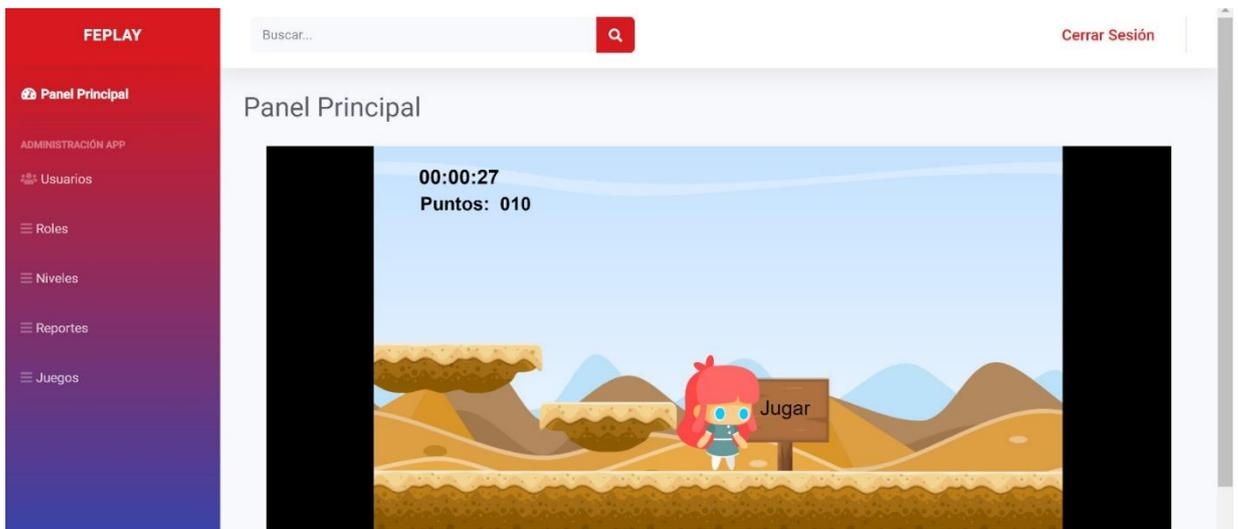 FEPLAY
Buscar...
Cerrar Sesión
Panel Principal
ADMINISTRACIÓN APP
Usuarios
Roles
Niveles
Reportes
Juegos
Panel Principal
00:00:27
Puntos: 010
Jugar